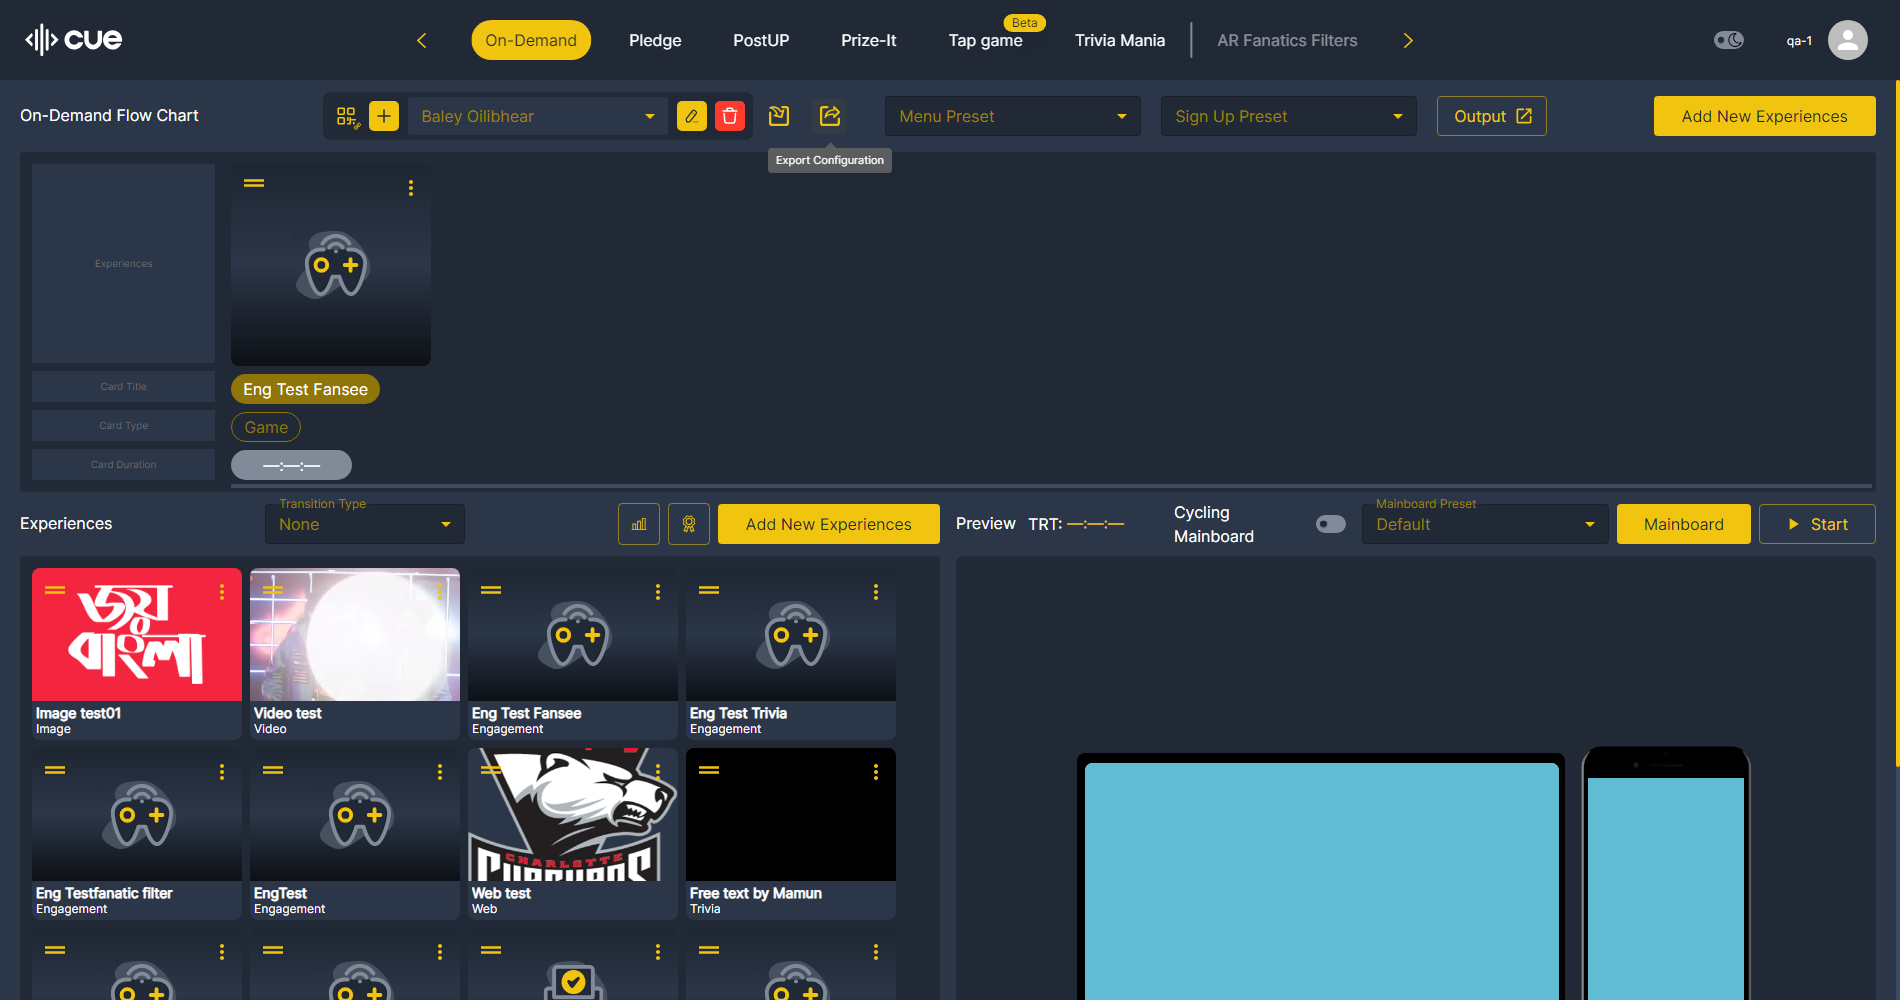 cue
On-Demand
Pledge
PostUP
Prize-It
Tap game
Beta
Trivia Mania
AR Fanatics Filters
qa-1
On-Demand Flow Chart
Baley Oilibhear
Menu Preset
Sign Up Preset
Output
Add New Experiences
Export Configuration
Experiences
Card Title
Eng Test Fansee
Card Type
Game
Card Duration
—:—:—
Experiences
Transition Type
None
Add New Experiences
Preview
TRT: —:—:—
Cycling
Mainboard
Mainboard Preset
Default
Mainboard
Start
জয়
বাংলা
Image test01
Image
Video test
Video
Eng Test Fansee
Engagement
Eng Test Trivia
Engagement
Eng Testfanatic filter
Engagement
EngTest
Engagement
CHARLOTTE
Web test
Web
Free text by Mamun
Trivia